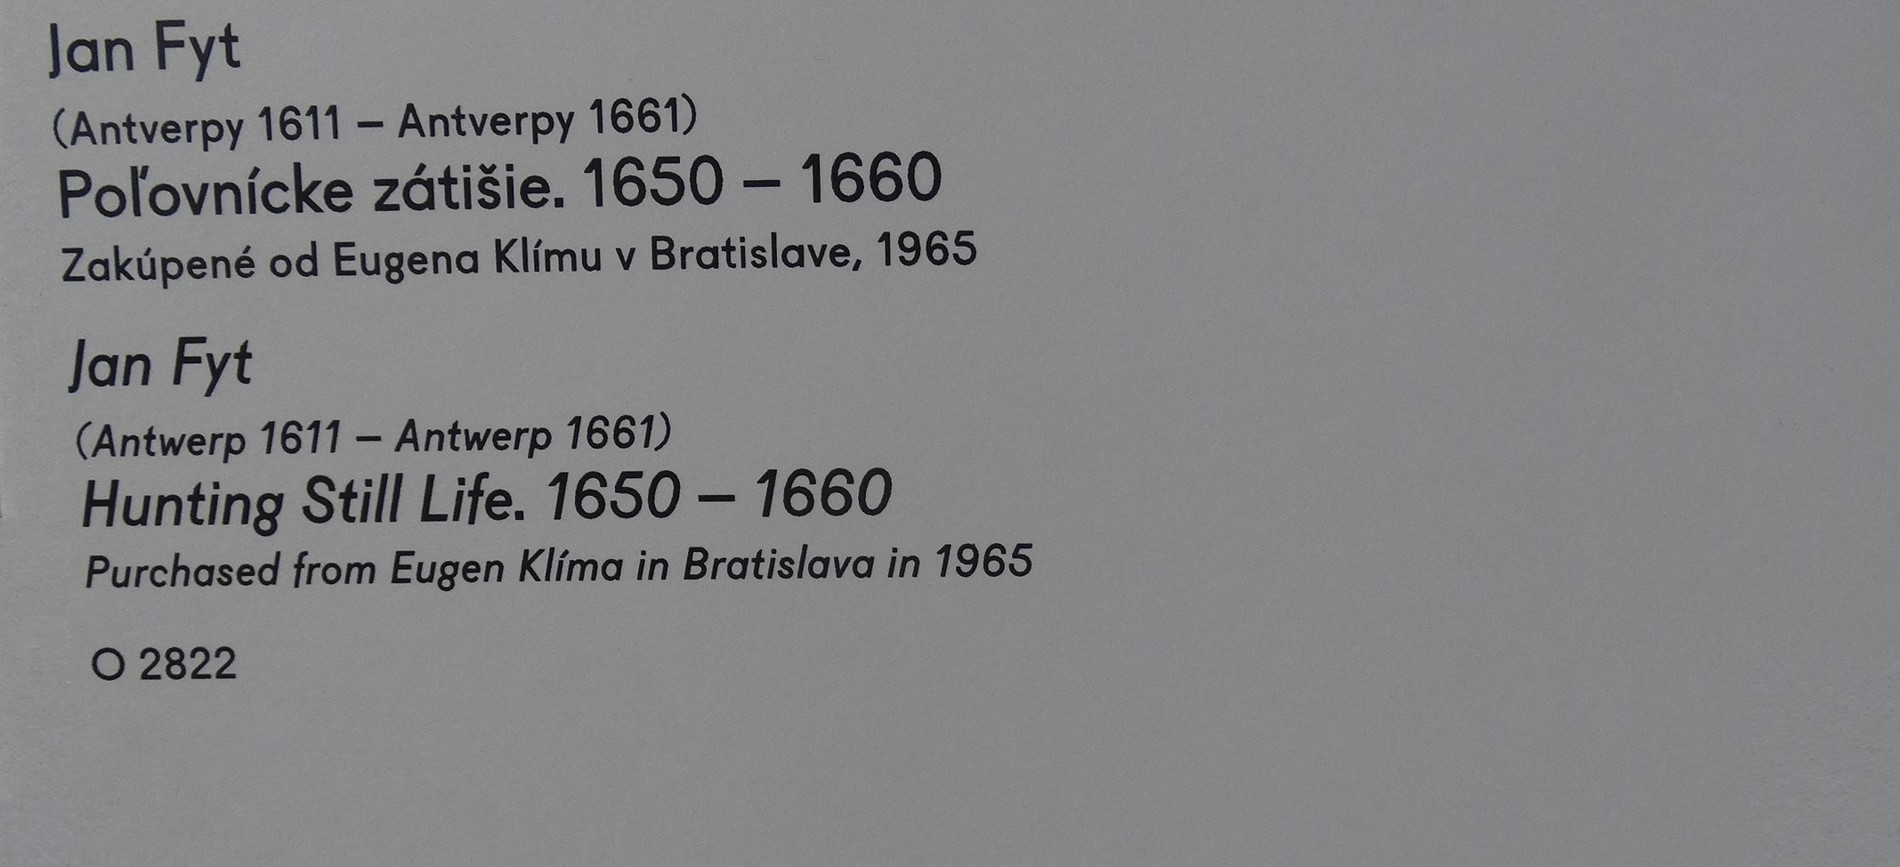 Jan Fyt
(Antverpy 1611 – Antverpy 1661)
Poľovnícke zátišie. 1650 – 1660
Zakúpené od Eugena Klímu v Bratislave, 1965
Jan Fyt
(Antwerp 1611 – Antwerp 1661)
Hunting Still Life. 1650 – 1660
Purchased from Eugen Klíma in Bratislava in 1965
O 2822